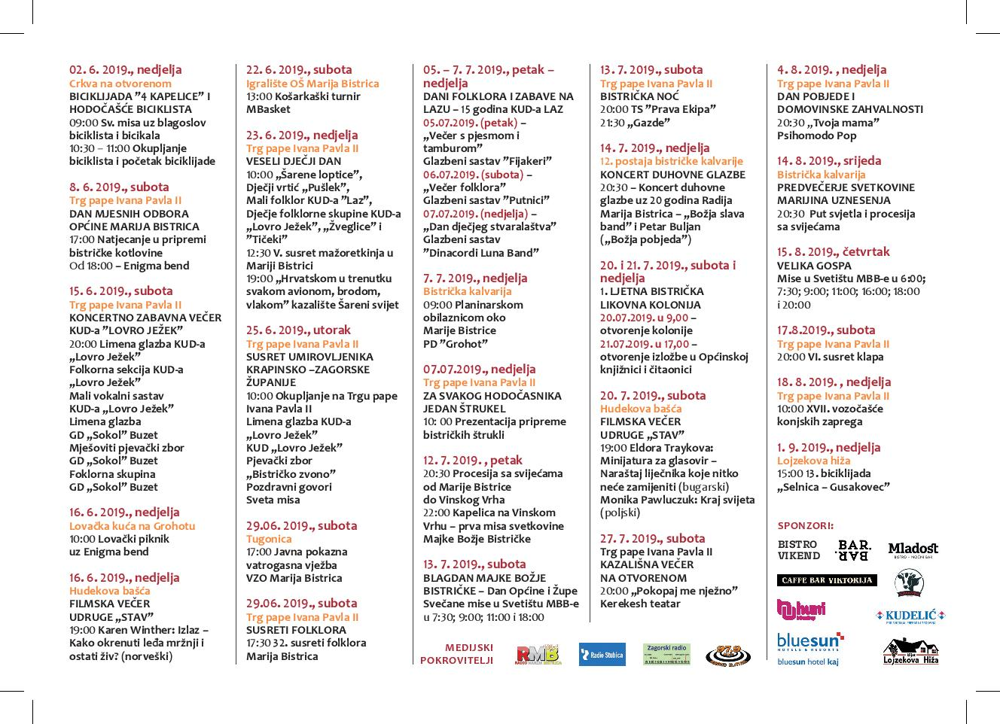 02. 6. 2019., nedjelja
Crkva na otvorenom
BICIKLIJADA ”4 KAPELICE” I
HODOČAŠĆE BICIKLISTA
09:00 Sv. misa uz blagoslov
biciklista i bicikala
10:30 – 11:00 Okupljanje
biciklista i početak biciklijade
8. 6. 2019., subota
Trg pape Ivana Pavla II
DAN MJESNIH ODBORA
OPĆINE MARIJA BISTRICA
17:00 Natjecanje u pripremi
bistričke kotlovine
Od 18:00 – Enigma bend
15. 6. 2019., subota
Trg pape Ivana Pavla II
KONCERTNO ZABAVNA VEČER
KUD-a ”LOVRO JEŽEK”
20:00 Limena glazba KUD-a
„Lovro Ježek”
Folkorna sekcija KUD-a
„Lovro Ježek”
Mali vokalni sastav
KUD-a „Lovro Ježek”
Limena glazba
GD „Sokol” Buzet
Mješoviti pjevački zbor
GD „Sokol” Buzet
Foklorna skupina
GD „Sokol” Buzet
16. 6. 2019., nedjelja
Lovačka kuća na Grohotu
10:00 Lovački piknik
uz Enigma bend
16. 6. 2019., nedjelja
Hudekova bašća
FILMSKA VEČER
UDRUGE „STAV”
19:00 Karen Winther: Izlaz –
Kako okrenuti leđa mržnji i
ostati živ? (norveški)
22. 6. 2019., subota
Igralište OŠ Marija Bistrica
13:00 Košarkaški turnir
MBasket
23. 6. 2019., nedjelja
Trg pape Ivana Pavla II
VESELI DJEČJI DAN
10:00 „Šarene loptice”,
Dječji vrtić „Pušlek”,
Mali folklor KUD-a ”Laz”,
Dječje folklorne skupine KUD-a
„Lovro Ježek”, „Žveglice” i
”Tičeki”
12:30 V. susret mažoretkinja u
Mariji Bistrici
19:00 „Hrvatskom u trenutku
svakom avionom, brodom,
vlakom” kazalište Šareni svijet
25. 6. 2019., utorak
Trg pape Ivana Pavla II
SUSRET UMIROVLJENIKA
KRAPINSKO –ZAGORSKE
ŽUPANIJE
10:00 Okupljanje na Trgu pape
Ivana Pavla II
Limena glazba KUD-a
„Lovro Ježek”
KUD „Lovro Ježek”
Pjevački zbor
„Bistričko zvono”
Pozdravni govori
Sveta misa
29.06. 2019., subota
Tugonica
17:00 Javna pokazna
vatrogasna vježba
VZO Marija Bistrica
29.06. 2019., subota
Trg pape Ivana Pavla II
SUSRETI FOLKLORA
17:30 32. susreti folklora
Marija Bistrica
05. – 7. 7. 2019., petak –
nedjelja
DANI FOLKLORA I ZABAVE NA
LAZU – 15 godina KUD-a LAZ
05.07.2019. (petak) –
„Večer s pjesmom i
tamburom”
Glazbeni sastav ”Fijakeri”
06.07.2019. (subota) –
„Večer folklora”
Glazbeni sastav ”Putnici”
07.07.2019. (nedjelja) –
„Dan dječjeg stvaralaštva”
Glazbeni sastav
”Dinacordi Luna Band”
7. 7. 2019., nedjelja
Bistrička kalvarija
09:00 Planinarskom
obilaznicom oko
Marije Bistrice
PD ”Grohot”
07.07.2019., nedjelja
Trg pape Ivana Pavla II
ZA SVAKOG HODOČASNIKA
JEDAN ŠTRUKEL
10: 00 Prezentacija pripreme
bistričkih štrukli
12. 7. 2019. , petak
20:30 Procesija sa svijećama
od Marije Bistrice
do Vinskog Vrha
22:00 Kapelica na Vinskom
Vrhu – prva misa svetkovine
Majke Božje Bistričke
13. 7. 2019., subota
BLAGDAN MAJKE BOŽJE
BISTRIČKE – Dan Općine i Župe
Svečane mise u Svetištu MBB-e
u 7:30; 9:00; 11:00 i 18:00
13. 7. 2019., subota
Trg pape Ivana Pavla II
BISTRIČKA NOĆ
20:00 TS ”Prava Ekipa”
21:30 „Gazde”
14. 7. 2019., nedjelja
12. postaja bistričke kalvarije
KONCERT DUHOVNE GLAZBE
20:30 – Koncert duhovne
glazbe uz 20 godina Radija
Marija Bistrica – „Božja slava
band” i Petar Buljan
(„Božja pobjeda”)
20. i 21. 7. 2019., subota i
nedjelja
1. LJETNA BISTRIČKA
LIKOVNA KOLONIJA
20.07.2019. u 9,00 –
otvorenje kolonije
21.07.2019. u 17,00 –
otvorenje izložbe u Općinskoj
knjižnici i čitaonici
20. 7. 2019., subota
Hudekova bašća
FILMSKA VEČER
UDRUGE „STAV”
19:00 Eldora Traykova:
Minijatura za glasovir –
Naraštaj liječnika koje nitko
neće zamijeniti (bugarski)
Monika Pawluczuk: Kraj svijeta
(poljski)
27. 7. 2019., subota
Trg pape Ivana Pavla II
KAZALIŠNA VEČER
NA OTVORENOM
20:00 „Pokopaj me nježno”
Kerekesh teatar
4. 8. 2019. , nedjelja
Trg pape Ivana Pavla II
DAN POBJEDE I
DOMOVINSKE ZAHVALNOSTI
20:30 „Tvoja mama”
Psihomodo Pop
14. 8. 2019., srijeda
Bistrička kalvarija
PREDVEČERJE SVETKOVINE
MARIJINA UZNESENJA
20:30 Put svjetla i procesija
sa svijećama
15. 8. 2019., četvrtak
VELIKA GOSPA
Mise u Svetištu MBB-e u 6:00;
7:30; 9:00; 11:00; 16:00; 18:00
i 20:00
17.8.2019., subota
Trg pape Ivana Pavla II
20:00 VI. susret klapa
18. 8. 2019. , nedjelja
Trg pape Ivana Pavla II
10:00 XVII. vozočašće
konjskih zaprega
1. 9. 2019., nedjelja
Lojzekova hiža
15:00 13. biciklijada
„Selnica – Gusakovec”
SPONZORI:
BISTRO
VIKEND
BAR.
BAR.
Mladost
BISTRO - NOĆNI BAR
CAFFE BAR VIKTORIJA
KUDELIĆ
bluesun
HOTELS & RESORTS
bluesun hotel kaj
Lojzekova Hiža
MEDIJSKI
POKROVITELJI
RMB
RADIO MARIJA BISTRICA
Radio Stubica
Zagorski radio
97,9